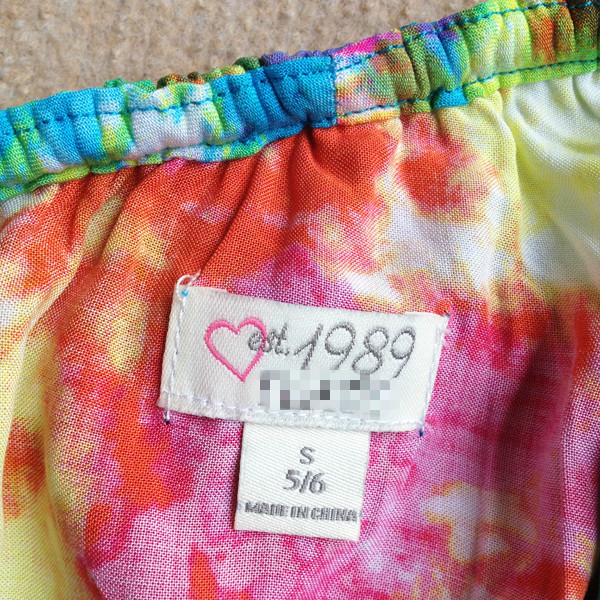 est. 1989
S
5/6
MADE IN CHINA